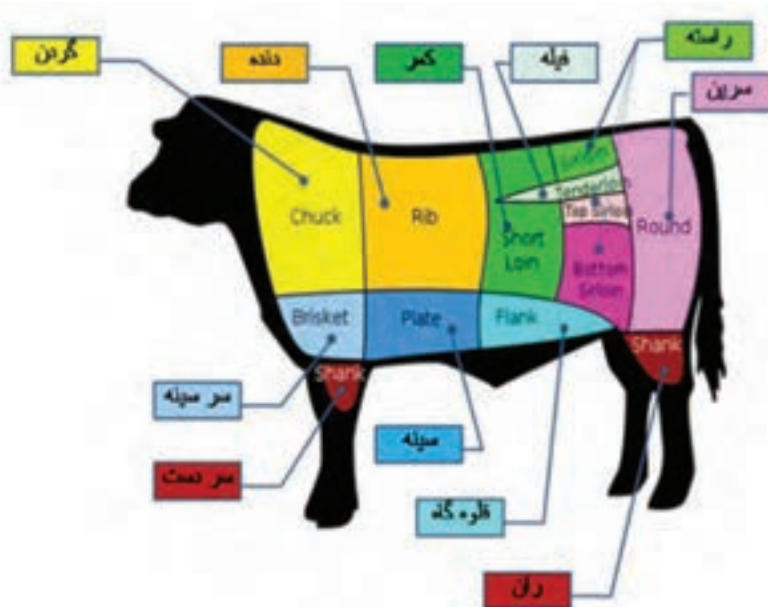 گردن
دنده
کمر
فیله
راسته
سرین
Chuck
Rib
Short
Loin
Sirloin
Tenderloin
Top Sirloin
Bottom
Sirloin
Round
Brisket
Plate
Flank
Shank
Shank
سر سینه
سینه
سر دست
قلوه گاه
ران